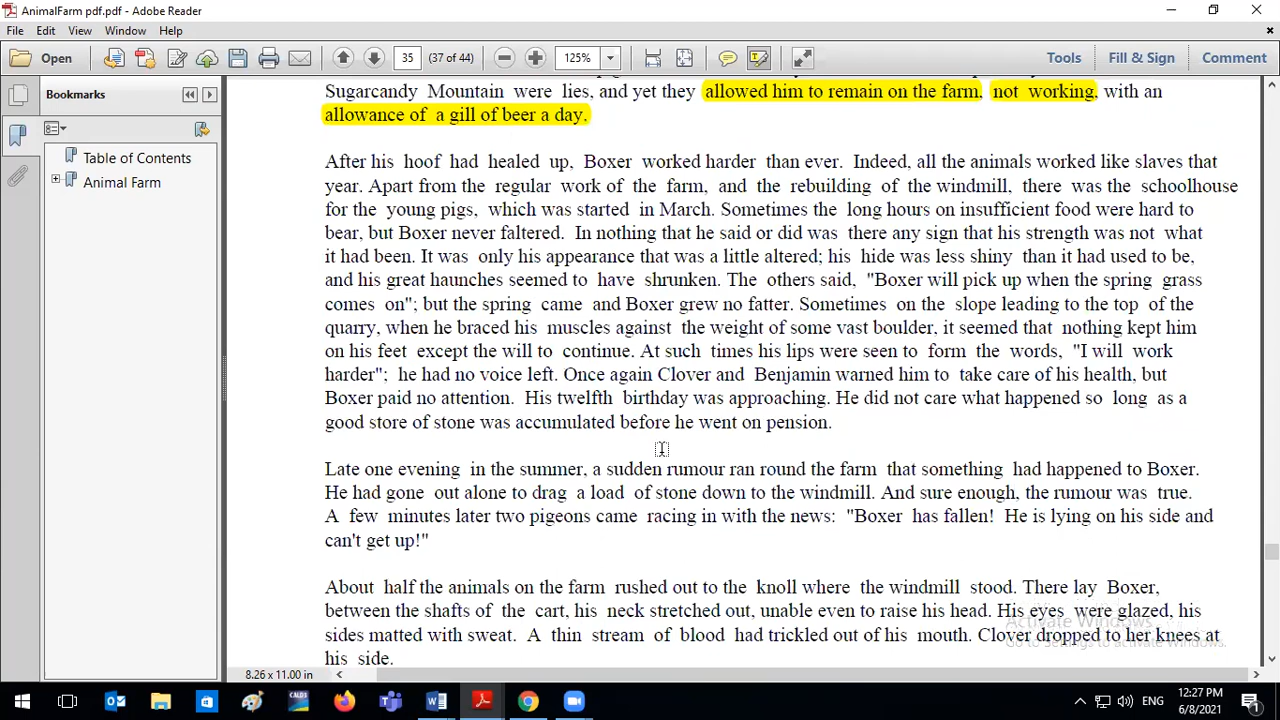 AnimalFarm pdf.pdf - Adobe Reader
File Edit View Window Help
Open 35 (37 of 44) 125% Tools Fill & Sign Comment
Bookmarks
Table of Contents
Animal Farm
Sugarcandy Mountain were lies, and yet they allowed him to remain on the farm, not working, with an
allowance of a gill of beer a day.
After his hoof had healed up, Boxer worked harder than ever. Indeed, all the animals worked like slaves that
year. Apart from the regular work of the farm, and the rebuilding of the windmill, there was the schoolhouse
for the young pigs, which was started in March. Sometimes the long hours on insufficient food were hard to
bear, but Boxer never faltered. In nothing that he said or did was there any sign that his strength was not what
it had been. It was only his appearance that was a little altered; his hide was less shiny than it had used to be,
and his great haunches seemed to have shrunken. The others said, "Boxer will pick up when the spring grass
comes on"; but the spring came and Boxer grew no fatter. Sometimes on the slope leading to the top of the
quarry, when he braced his muscles against the weight of some vast boulder, it seemed that nothing kept him
on his feet except the will to continue. At such times his lips were seen to form the words, "I will work
harder"; he had no voice left. Once again Clover and Benjamin warned him to take care of his health, but
Boxer paid no attention. His twelfth birthday was approaching. He did not care what happened so long as a
good store of stone was accumulated before he went on pension.
Late one evening in the summer, a sudden rumour ran round the farm that something had happened to Boxer.
He had gone out alone to drag a load of stone down to the windmill. And sure enough, the rumour was true.
A few minutes later two pigeons came racing in with the news: "Boxer has fallen! He is lying on his side and
can't get up!"
About half the animals on the farm rushed out to the knoll where the windmill stood. There lay Boxer,
between the shafts of the cart, his neck stretched out, unable even to raise his head. His eyes were glazed, his
sides matted with sweat. A thin stream of blood had trickled out of his mouth. Clover dropped to her knees at
his side.
Activate Windows
Go to Settings to activate Windows.
8.26 x 11.00 in
ENG
12:27 PM
6/8/2021